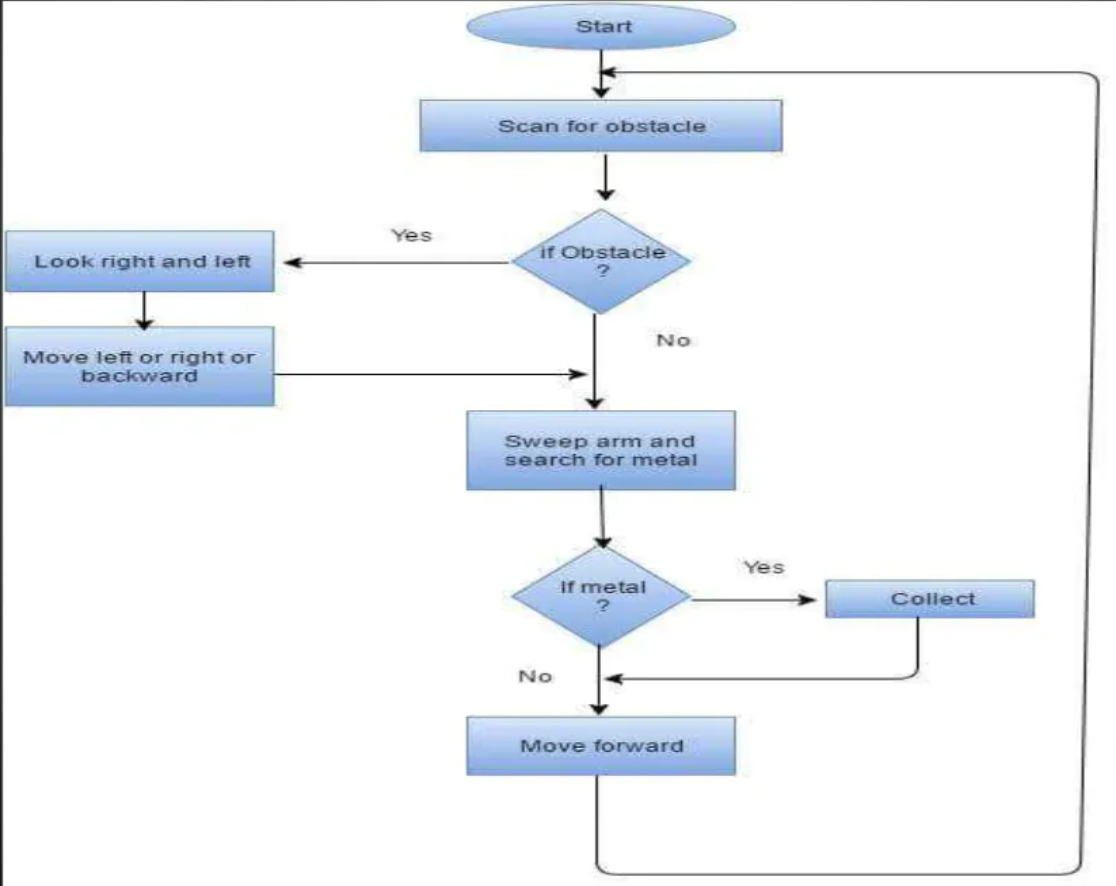 Start
Scan for obstacle
if Obstacle
?
Yes
No
Look right and left
Move left or right or
backward
Sweep arm and
search for metal
If metal
?
Yes
Collect
No
Move forward